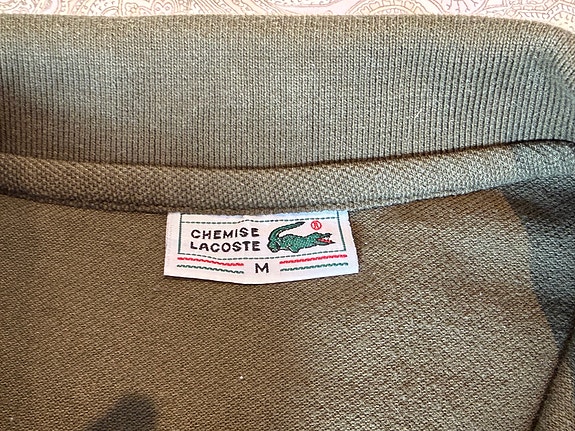 CHEMISE
LACOSTE
®
M